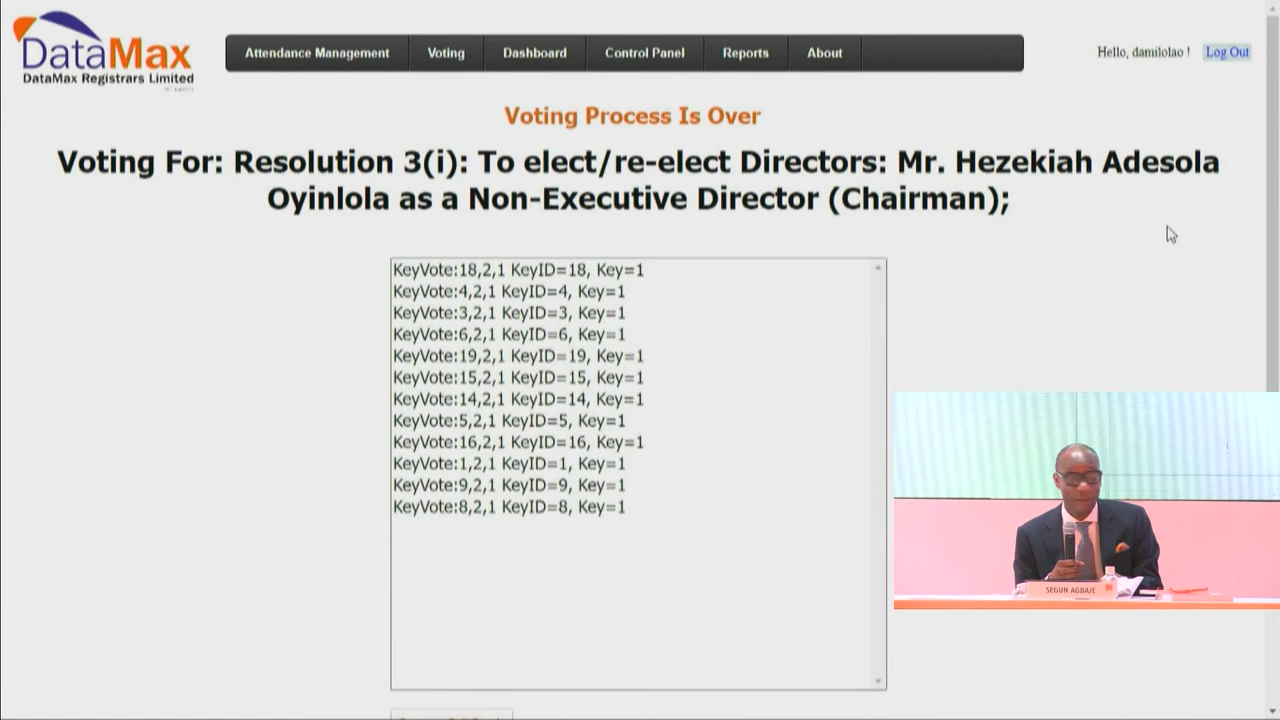 DataMax
DataMax Registrars Limited
Attendance Management
Voting
Dashboard
Control Panel
Reports
About
Hello, damilolao !
Log Out
Voting Process Is Over
Voting For: Resolution 3(i): To elect/re-elect Directors: Mr. Hezekiah Adesola
Oyinlola as a Non-Executive Director (Chairman);
KeyVote:18,2,1 KeyID=18, Key=1
KeyVote:4,2,1 KeyID=4, Key=1
KeyVote:3,2,1 KeyID=3, Key=1
KeyVote:6,2,1 KeyID=6, Key=1
KeyVote:19,2,1 KeyID=19, Key=1
KeyVote:15,2,1 KeyID=15, Key=1
KeyVote:14,2,1 KeyID=14, Key=1
KeyVote:5,2,1 KeyID=5, Key=1
KeyVote:16,2,1 KeyID=16, Key=1
KeyVote:1,2,1 KeyID=1, Key=1
KeyVote:9,2,1 KeyID=9, Key=1
KeyVote:8,2,1 KeyID=8, Key=1
SEGUN AGBAJE